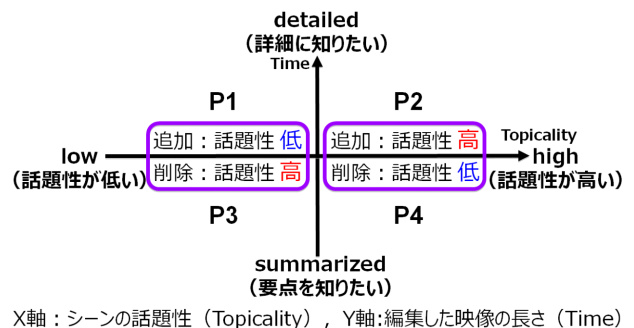 detailed
(詳細に知りたい)
Time
P1 P2
追加:話題性 低 追加:話題性 高 Topicality
low high
(話題性が低い) 削除:話題性 高 削除:話題性 低 (話題性が高い)
P3 P4
summarized
(要点を知りたい)
X軸:シーンの話題性(Topicality), Y軸:編集した映像の長さ(Time)